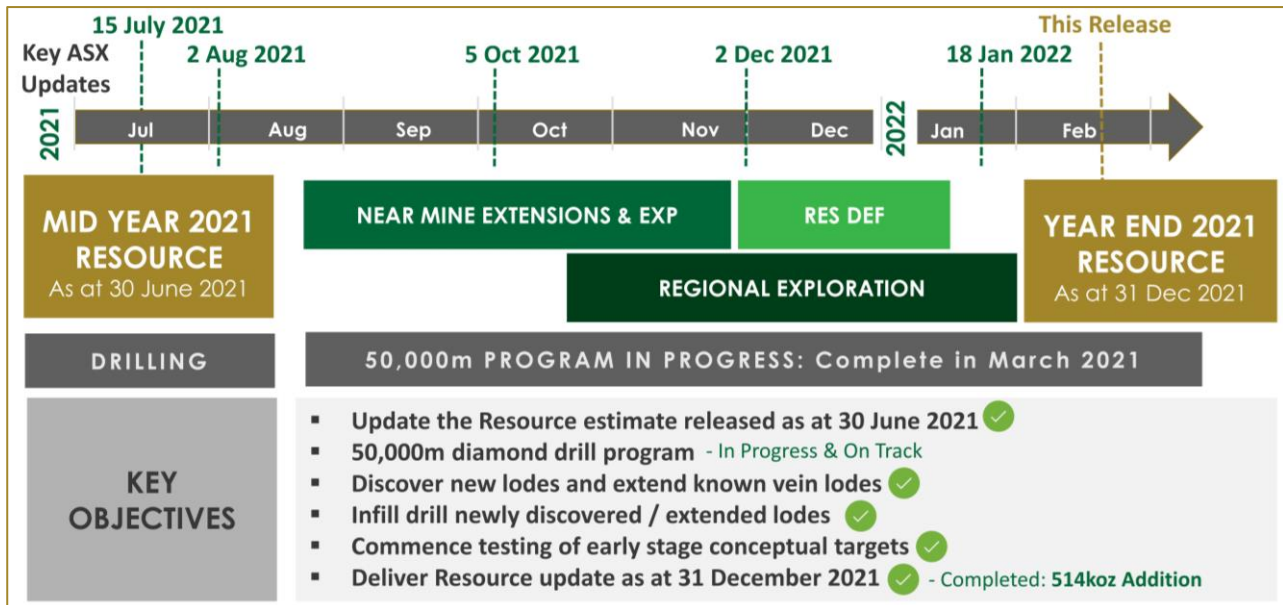 15 July 2021
This Release
Key ASX
Updates
2 Aug 2021
5 Oct 2021
2 Dec 2021
18 Jan 2022
2021
Jul
Aug
Sep
Oct
Nov
Dec
2022
Jan
Feb
MID YEAR 2021
RESOURCE
As at 30 June 2021
NEAR MINE EXTENSIONS & EXP
RES DEF
REGIONAL EXPLORATION
YEAR END 2021
RESOURCE
As at 31 Dec 2021
DRILLING
50,000m PROGRAM IN PROGRESS: Complete in March 2021
KEY
OBJECTIVES
▪ Update the Resource estimate released as at 30 June 2021
▪ 50,000m diamond drill program - In Progress & On Track
▪ Discover new lodes and extend known vein lodes
▪ Infill drill newly discovered / extended lodes
▪ Commence testing of early stage conceptual targets
▪ Deliver Resource update as at 31 December 2021 - Completed: 514koz Addition